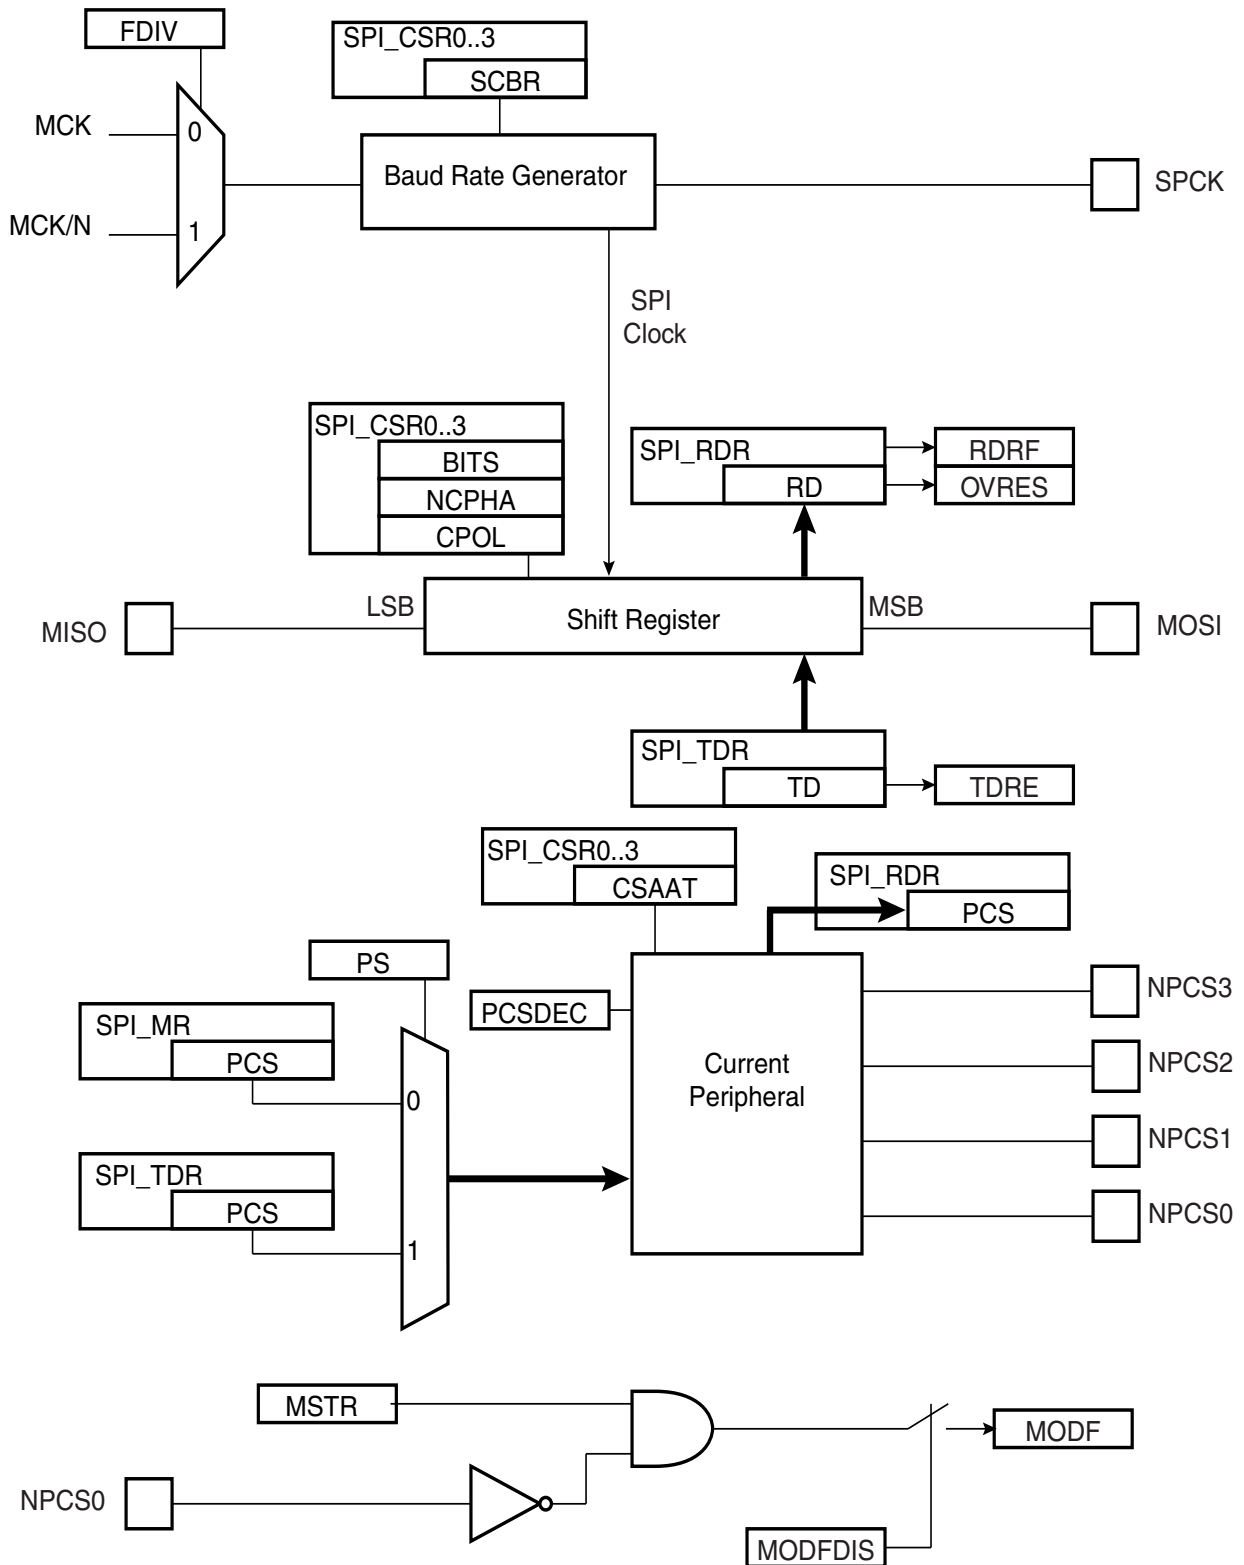 FDIV
SPI_CSR0..3
SCBR
MCK
0
Baud Rate Generator
SPCK
MCK/N
1
SPI
Clock
SPI_CSR0..3
BITS
NCPHA
CPOL
SPI_RDR
RD
RDRF
OVRES
LSB
MSB
MISO
Shift Register
MOSI
SPI_TDR
TD
TDRE
SPI_CSR0..3
CSAAT
SPI_RDR
PCS
PS
PCSDEC
NPCS3
SPI_MR
PCS
0
Current
Peripheral
NPCS2
NPCS1
SPI_TDR
PCS
1
NPCS0
MSTR
MODF
NPCS0
MODFDIS